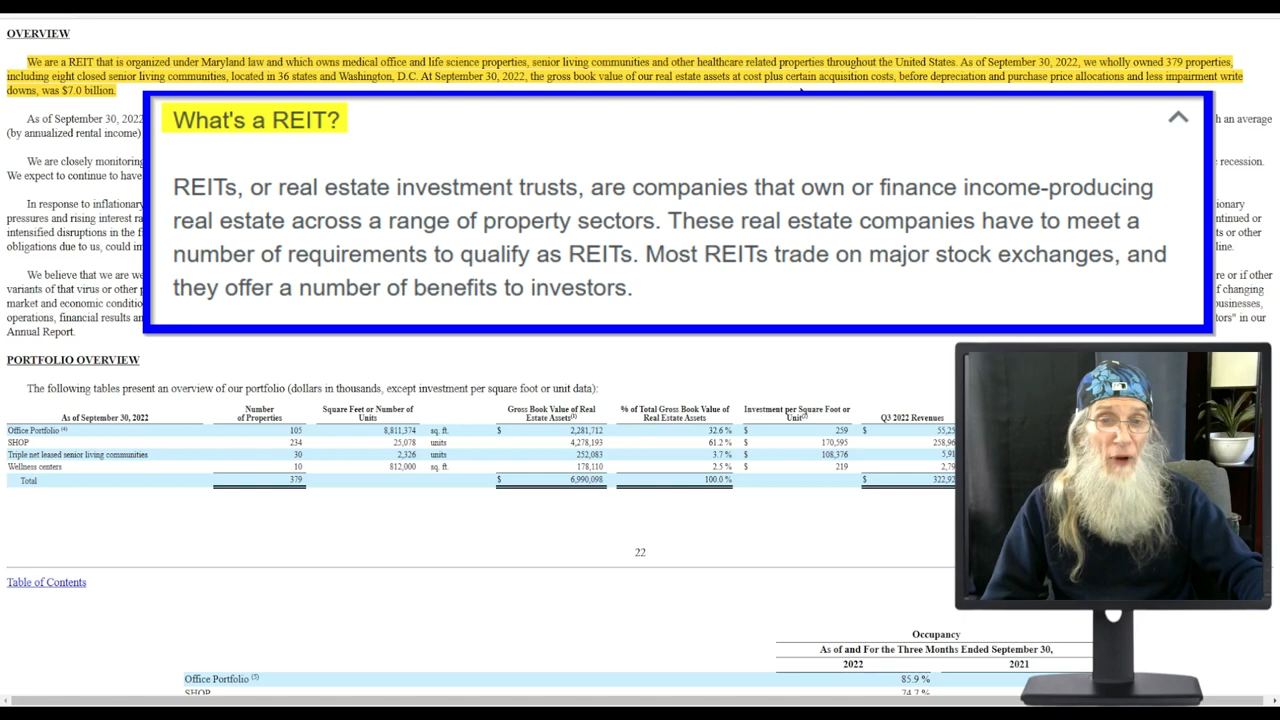 OVERVIEW
We are a REIT that is organized under Maryland law and which owns medical office and life science properties, senior living communities and other healthcare related properties throughout the United States. As of September 30, 2022, we wholly owned 379 properties,
including eight closed senior living communities, located in 36 states and Washington, D.C. At September 30, 2022, the gross book value of our real estate assets at cost plus certain acquisition costs, before depreciation and purchase price allocations and less impairment write
downs, was $7.0 billion.
What's a REIT?
REITs, or real estate investment trusts, are companies that own or finance income-producing
real estate across a range of property sectors. These real estate companies have to meet a
number of requirements to qualify as REITs. Most REITs trade on major stock exchanges, and
they offer a number of benefits to investors.
As of September 30, 2022 h an average
(by annualized rental income)
We are closely monitoring recession.
We expect to continue to have
In response to inflationary ionary
pressures and rising interest ra ntinued or
intensified disruptions in the f ts or other
obligations due to us, could im line.
We believe that we are we re or if other
variants of that virus or other p f changing
market and economic conditio businesses,
operations, financial results an tors" in our
Annual Report.
PORTFOLIO OVERVIEW
The following tables present an overview of our portfolio (dollars in thousands, except investment per square foot or unit data):
As of September 30, 2022 Number of Properties Square Feet or Number of Units Gross Book Value of Real Estate Assets(1) % of Total Gross Book Value of Real Estate Assets Investment per Square Foot or Unit(2) Q3 2022 Revenues
Office Portfolio (4) 105 8,811,374 sq. ft. $ 2,281,712 32.6 % $ 259 $ 55,25
SHOP 234 25,078 units 4,278,193 61.2 % $ 170,595 258,96
Triple net leased senior living communities 30 2,326 units 252,083 3.7 % $ 108,376 5,91
Wellness centers 10 812,000 sq. ft. 178,110 2.5 % $ 219 2,79
Total 379 $ 6,990,098 100.0 % $ 322,92
22
Table of Contents
Occupancy
As of and For the Three Months Ended September 30,
2022 2021
Office Portfolio (5) 85.9 %
SHOP 74.7 %